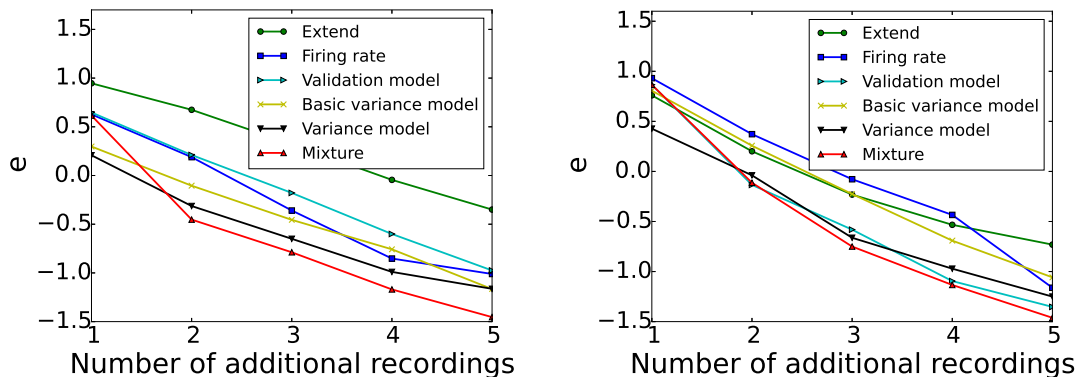 1.5
1.0
0.5
0.0
−0.5
−1.0
−1.5
e
1 2 3 4 5
Number of additional recordings
Extend
Firing rate
Validation model
Basic variance model
Variance model
Mixture
1.5
1.0
0.5
0.0
−0.5
−1.0
−1.5
e
1 2 3 4 5
Number of additional recordings
Extend
Firing rate
Validation model
Basic variance model
Variance model
Mixture